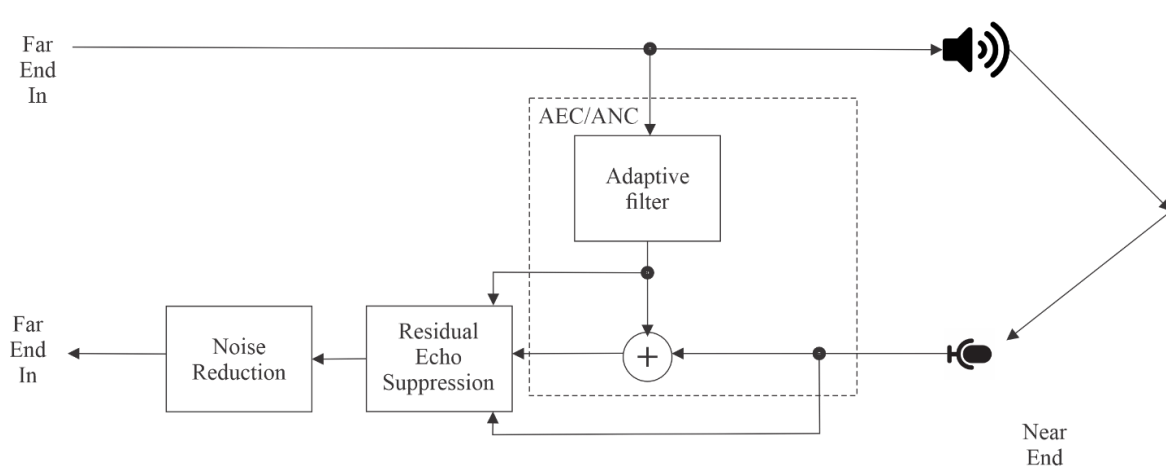 Far
End
In
AEC/ANC
Adaptive
filter
+
Far
End
In
Noise
Reduction
Residual
Echo
Suppression
Near
End